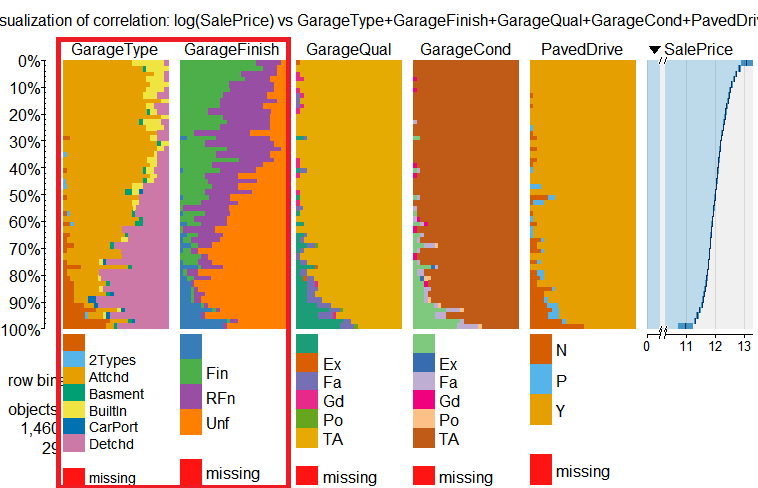 sualization of correlation: log(SalePrice) vs GarageType+GarageFinish+GarageQual+GarageCond+PavedDriv
GarageType GarageFinish GarageQual GarageCond PavedDrive SalePrice
0%
10%
20%
30%
40%
50%
60%
70%
80%
90%
100%
0 11 12 13
row bins
objects
1,460
29
2Types
Attchd
Basment
BuiltIn
CarPort
Detchd
missing
Fin
RFn
Unf
missing
Ex
Fa
Gd
Po
TA
missing
Ex
Fa
Gd
Po
TA
missing
N
P
Y
missing